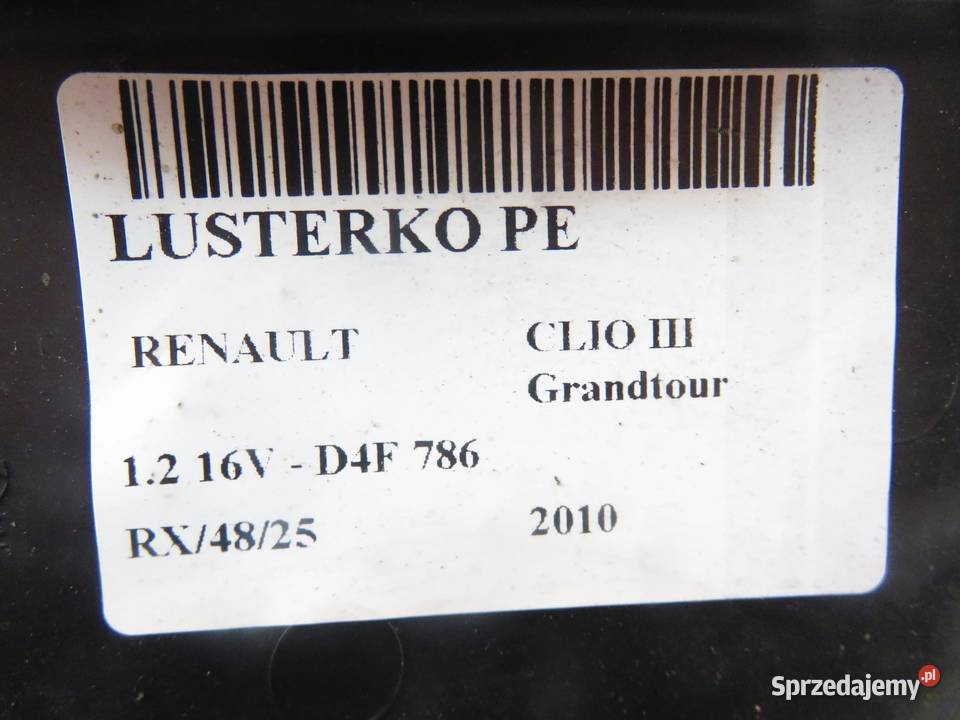 LUSTERKO PE
RENAULT CLIO III
Grandtour
1.2 16V - D4F 786
RX/48/25 2010
Sprzedajemy.pl